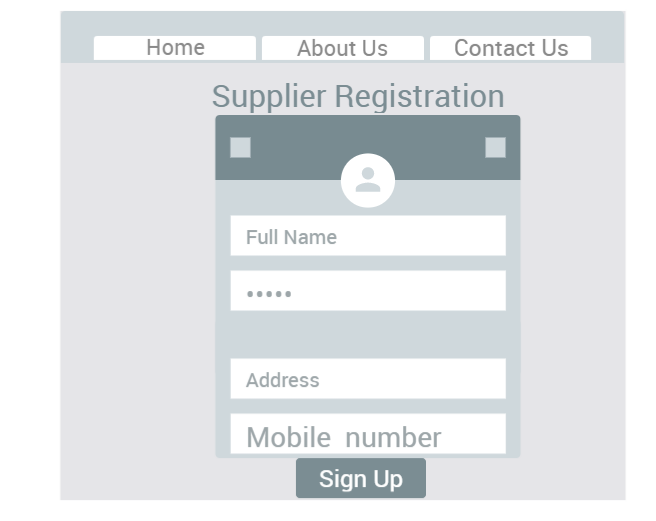 Home
About Us
Contact Us
Supplier Registration
Full Name
•••••
Address
Mobile number
Sign Up